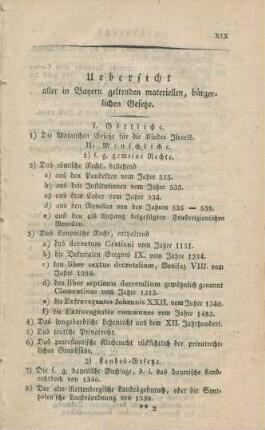 XIX
Uebersicht
aller in Bayern geltenden materiellen, bürger-
lichen Gesetze.
I. Göttliche.
1) Die Mosaischen Gesetze für die Kinder Israels.
II. Menschliche.
1) s. g. gemeine Rechte.
2) Das römische Recht, bestehend
a) aus den Pandekten vom Jahre 533.
b) aus den Institutionen vom Jahre 533.
c) aus dem Codex vom Jahre 534.
d) aus den Novellen von den Jahren 535 — 559.
e) aus den als Anhang beigefügten Friedericianischen
Novellen.
3) Das Canonische Recht, enthaltend
a) das decretum Gratiani vom Jahre 1151.
b) die Dekretalen Gregors IX. vom Jahre 1234.
c) den liber sextus decretalium, Bonifaz VIII. vom
Jahre 1298.
d) den liber septimus decretalium gewöhnlich genannt
Clementinae vom Jahre 1313.
e) die Extravagantes Johannis XXII. vom Jahre 1340.
f) die Extravagantes communes vom Jahre 1483.
4) Das longobardische Lehenrecht aus dem XII. Jahrhundert.
5) Das teutsche Privatrecht.
6) Das protestantische Kirchenrecht rücksichtlich der privatrecht-
lichen Grundsätze.
2) Landes-Gesetze.
7) Die s. g. bayerische Buchsage, d. i. das bayerische Land-
rechtbuch von 1346.
8) Der alte Rettenbergische Landesgebrauch, oder die Sont-
hofen'sche Landesordnung von 1538.
** 2